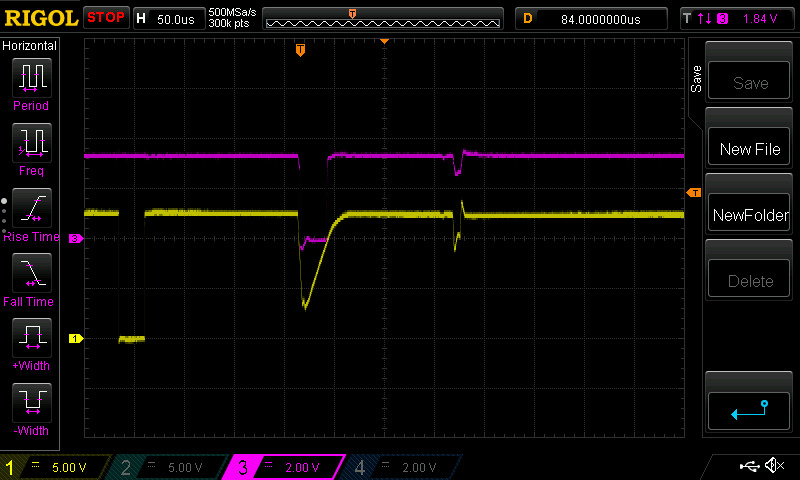 RIGOL STOP H 50.0us 500MSa/s 300k pts T D 84.0000000us T 3 1.84 V
Horizontal
Period
Freq
Rise Time
Fall Time
+Width
-Width
T
T
3
1
Save
Save
New File
NewFolder
Delete
1 5.00 V 2 5.00 V 3 2.00 V 4 2.00 V